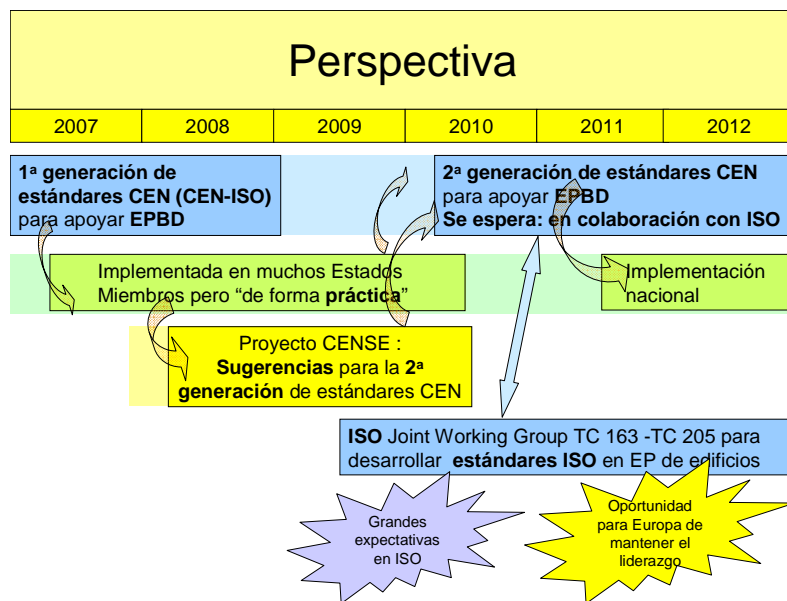 Perspectiva
2007 2008 2009 2010 2011 2012
1ª generación de
estándares CEN (CEN-ISO)
para apoyar EPBD
2ª generación de estándares CEN
para apoyar EPBD
Se espera: en colaboración con ISO
Implementada en muchos Estados
Miembros pero “de forma práctica”
Implementación
nacional
Proyecto CENSE :
Sugerencias para la 2ª
generación de estándares CEN
ISO Joint Working Group TC 163 -TC 205 para
desarrollar estándares ISO en EP de edificios
Grandes
expectativas
en ISO
Oportunidad
para Europa de
mantener el
liderazgo